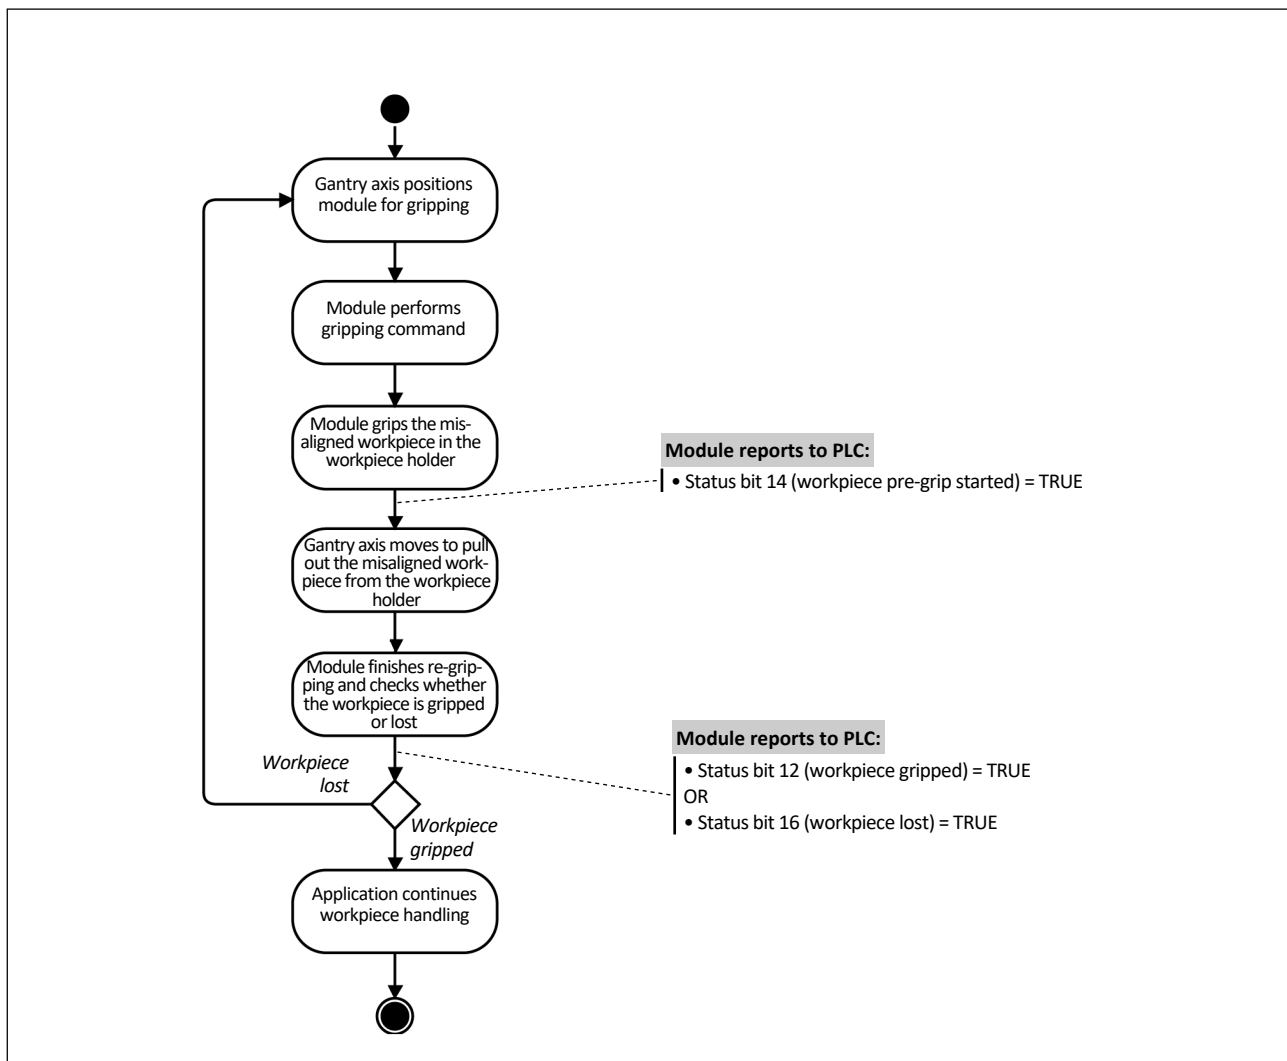 Gantry axis positions
module for gripping
Module performs
gripping command
Module grips the mis-
aligned workpiece in the
workpiece holder
Module reports to PLC:
• Status bit 14 (workpiece pre-grip started) = TRUE
Gantry axis moves to pull
out the misaligned work-
piece from the workpiece
holder
Module finishes re-grip-
ping and checks whether
the workpiece is gripped
or lost
Module reports to PLC:
• Status bit 12 (workpiece gripped) = TRUE
OR
• Status bit 16 (workpiece lost) = TRUE
Workpiece
lost
Workpiece
gripped
Application continues
workpiece handling